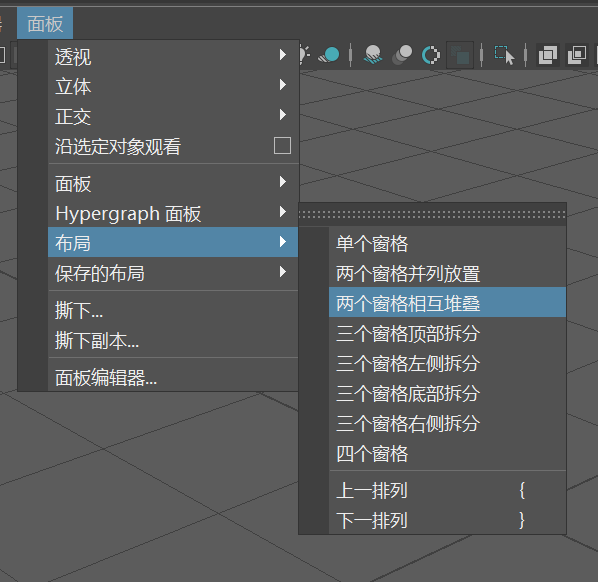 面板
透视
立体
正交
沿选定对象观看
面板
Hypergraph 面板
布局
保存的布局
撕下...
撕下副本...
面板编辑器...
单个窗格
两个窗格并列放置
两个窗格相互堆叠
三个窗格顶部拆分
三个窗格左侧拆分
三个窗格底部拆分
三个窗格右侧拆分
四个窗格
上一排列 {
下一排列 }